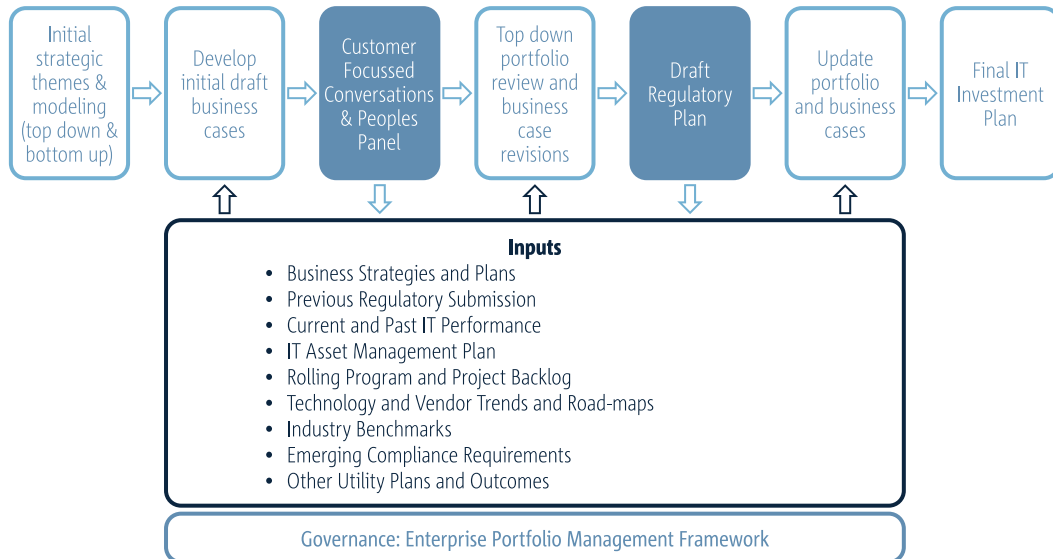 Initial
strategic
themes &
modeling
(top down &
bottom up)
Develop
initial draft
business
cases
Customer
Focussed
Conversations
& Peoples
Panel
Top down
portfolio
review and
business
case
revisions
Draft
Regulatory
Plan
Update
portfolio
and business
cases
Final IT
Investment
Plan
Inputs
• Business Strategies and Plans
• Previous Regulatory Submission
• Current and Past IT Performance
• IT Asset Management Plan
• Rolling Program and Project Backlog
• Technology and Vendor Trends and Road-maps
• Industry Benchmarks
• Emerging Compliance Requirements
• Other Utility Plans and Outcomes
Governance: Enterprise Portfolio Management Framework